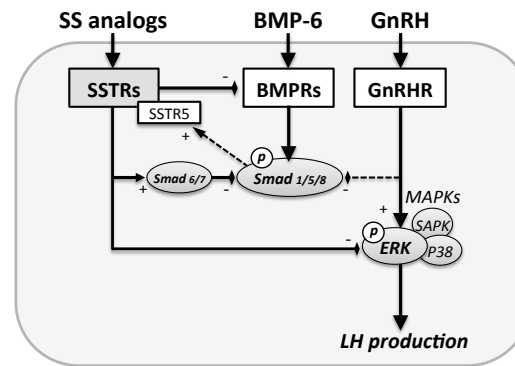 SS analogs BMP-6 GnRH
SSTRs - BMPRs GnRHR
SSTR5
+
p
+ Smad 6/7 - Smad 1/5/8 -
MAPKs
+
SAPK
p
- ERK P38
LH production